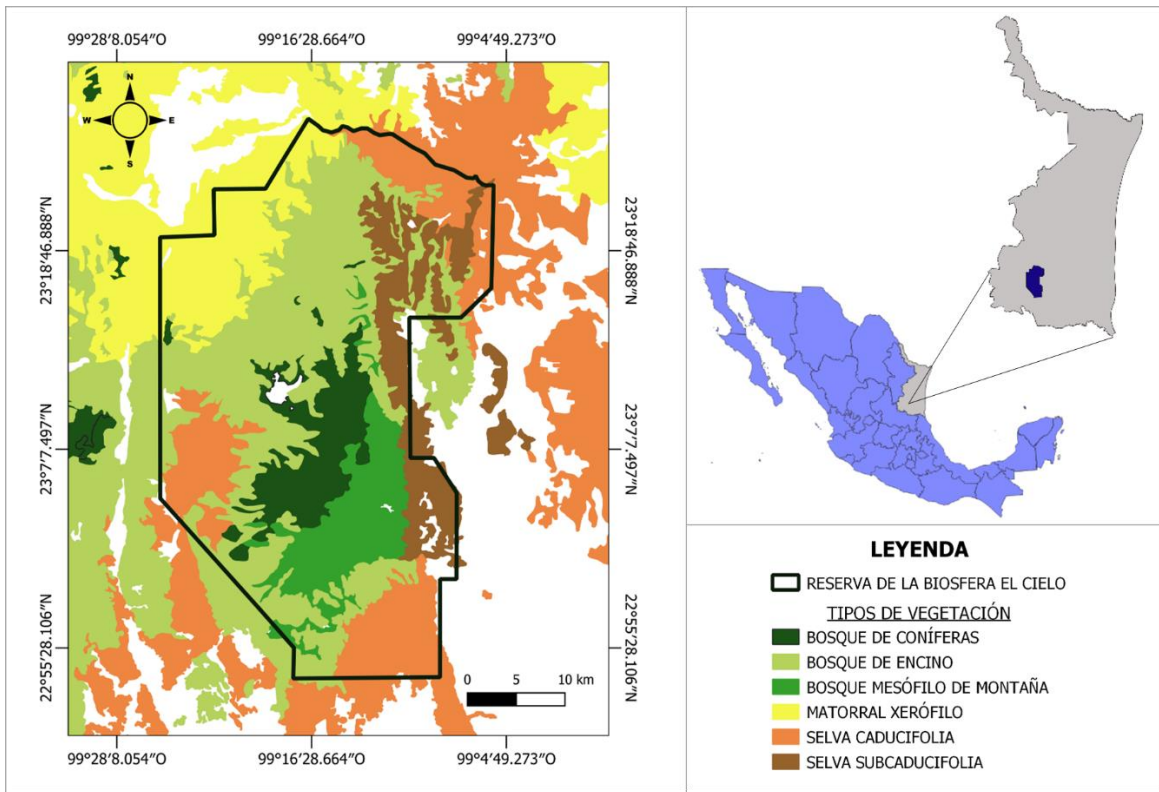 99°28′8.054″O 99°16′28.664″O 99°4′49.273″O
N
W E
S
23°18′46.888″N 23°18′46.888″N
23°7′7.497″N 23°7′7.497″N
22°55′28.106″N 22°55′28.106″N
0 5 10 km
99°28′8.054″O 99°16′28.664″O 99°4′49.273″O
LEYENDA
RESERVA DE LA BIOSFERA EL CIELO
TIPOS DE VEGETACIÓN
BOSQUE DE CONÍFERAS
BOSQUE DE ENCINO
BOSQUE MESÓFILO DE MONTAÑA
MATORRAL XERÓFILO
SELVA CADUCIFOLIA
SELVA SUBCADUCIFOLIA